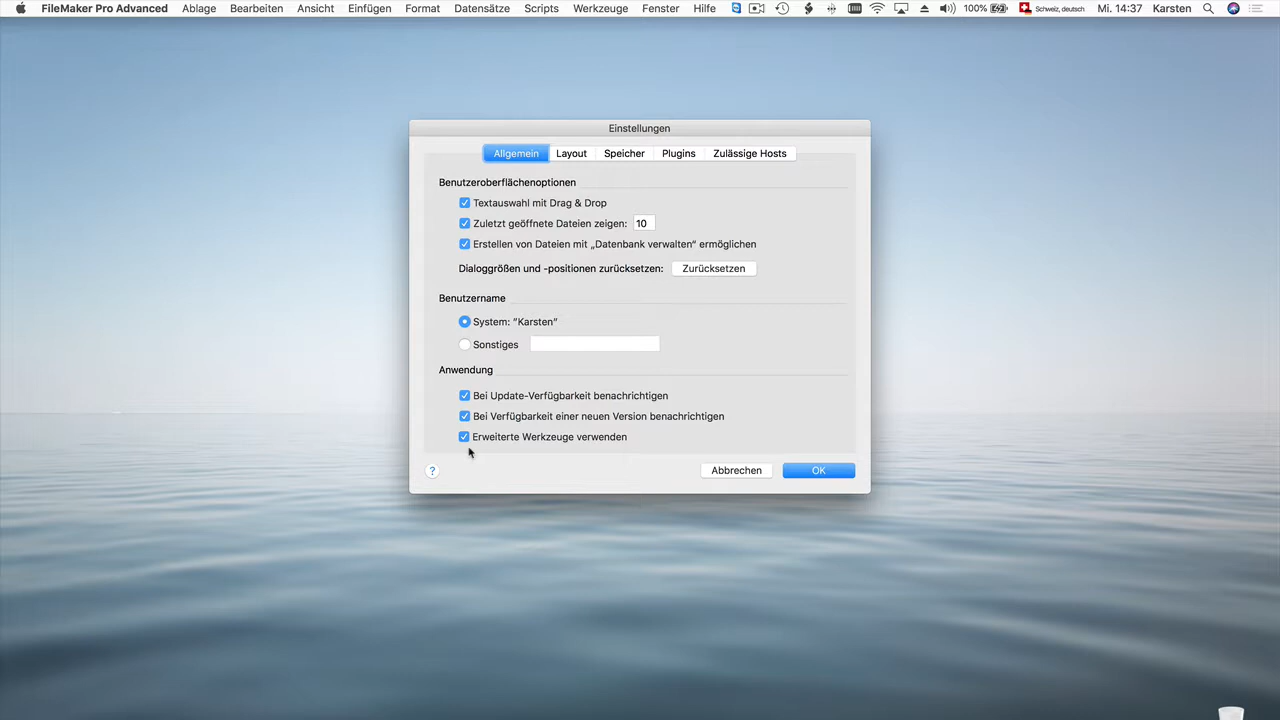 FileMaker Pro Advanced Ablage Bearbeiten Ansicht Einfügen Format Datensätze Scripts Werkzeuge Fenster Hilfe 100% Schweiz, deutsch Mi. 14:37 Karsten
Einstellungen
Allgemein Layout Speicher Plugins Zulässige Hosts
Benutzeroberflächenoptionen
Textauswahl mit Drag & Drop
Zuletzt geöffnete Dateien zeigen: 10
Erstellen von Dateien mit „Datenbank verwalten“ ermöglichen
Dialoggrößen und -positionen zurücksetzen: Zurücksetzen
Benutzername
System: “Karsten”
Sonstiges
Anwendung
Bei Update-Verfügbarkeit benachrichtigen
Bei Verfügbarkeit einer neuen Version benachrichtigen
Erweiterte Werkzeuge verwenden
? Abbrechen OK